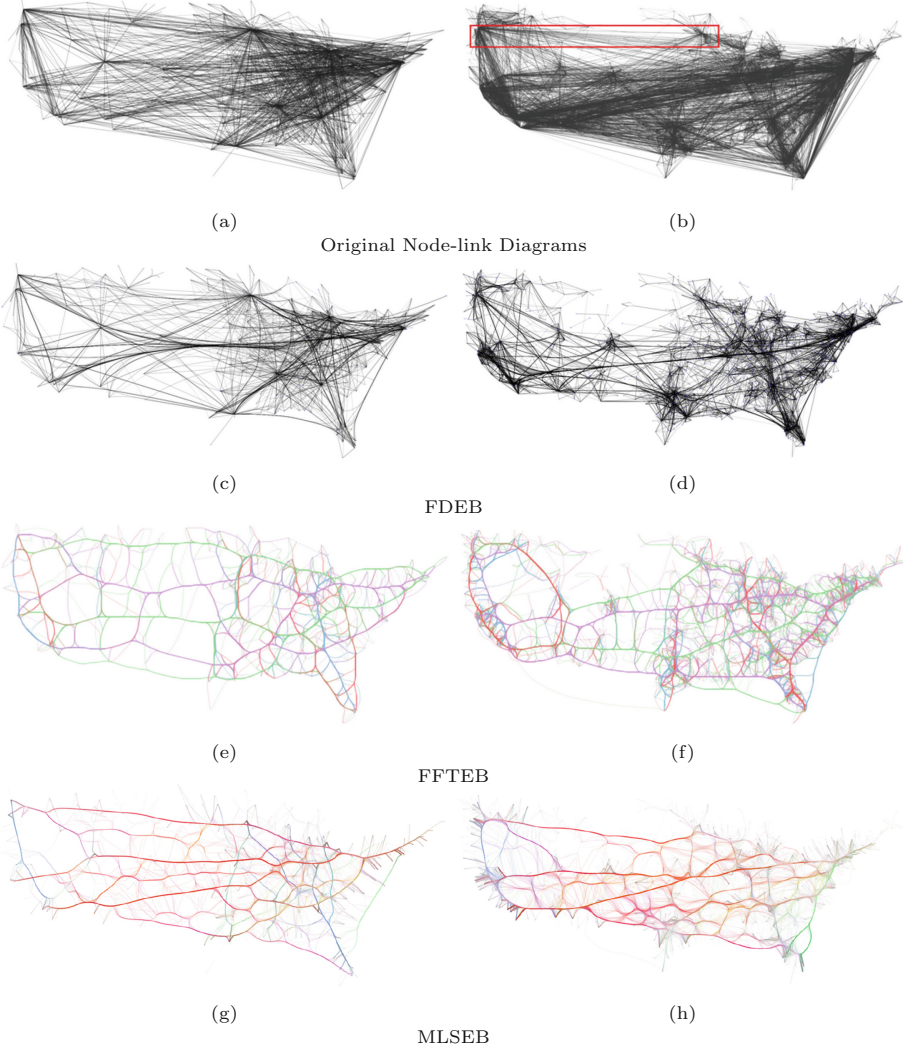 (a) (b)
Original Node-link Diagrams
(c) (d)
FDEB
(e) (f)
FFTEB
(g) (h)
MLSEB